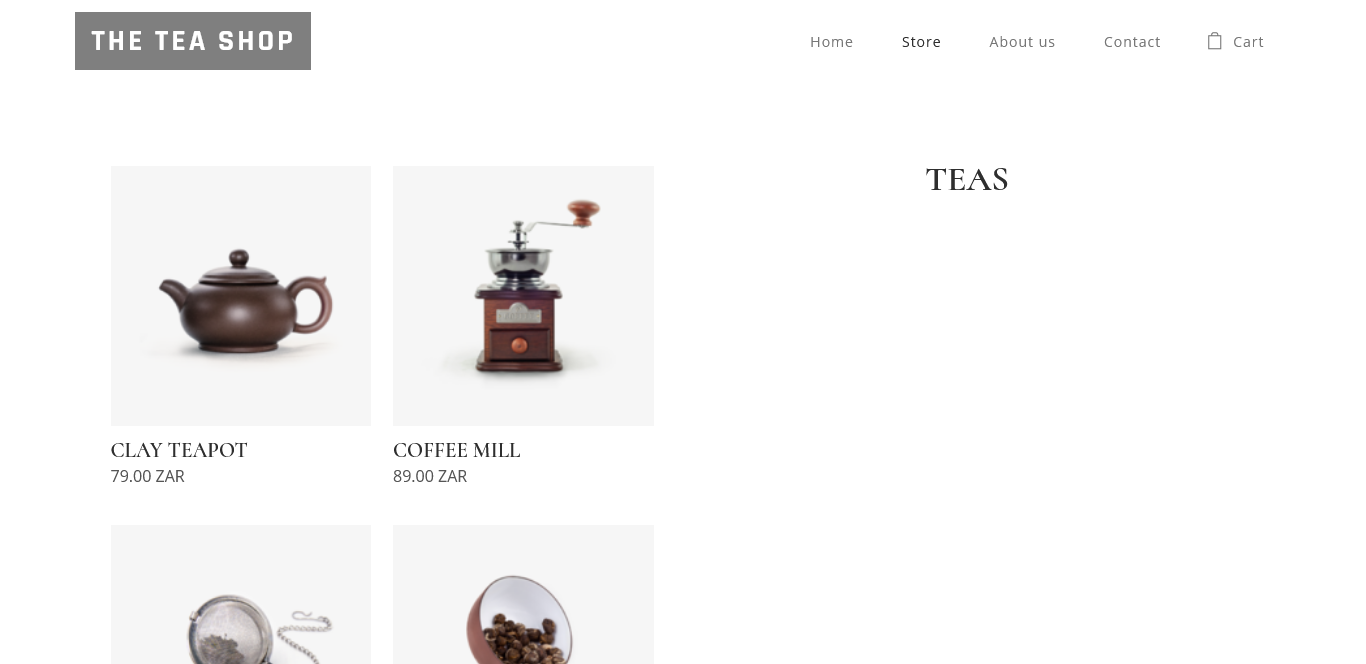 THE TEA SHOP
Home Store About us Contact Cart
TEAS
CLAY TEAPOT
79.00 ZAR
COFFEE MILL
89.00 ZAR